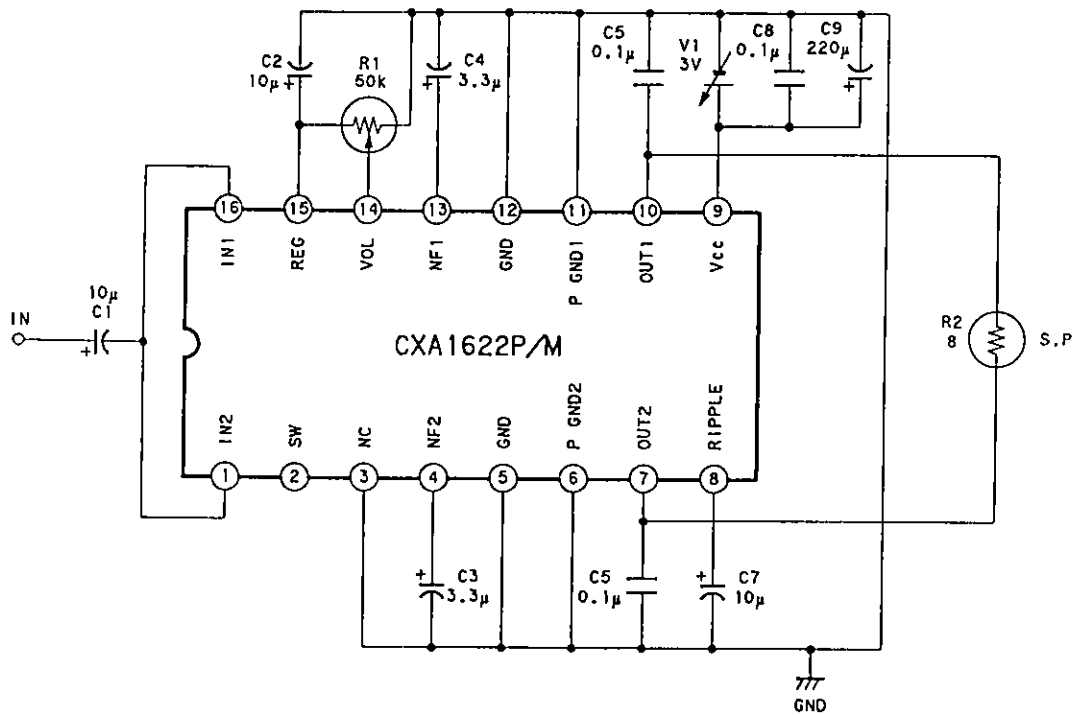 C2
10μ
R1
50k
C4
3.3μ
C5
0.1μ
V1
3V
C8
0.1μ
C9
220μ
+
+
+
16
15
14
13
12
11
10
9
IN1
REG
VOL
NF1
GND
P GND1
OUT1
Vcc
IN
10μ
C1
+
CXA1622P/M
R2
8
S.P
IN2
SW
NC
NF2
GND
P GND2
OUT2
RIPPLE
1
2
3
4
5
6
7
8
+
C3
3.3μ
C5
0.1μ
+
C7
10μ
GND